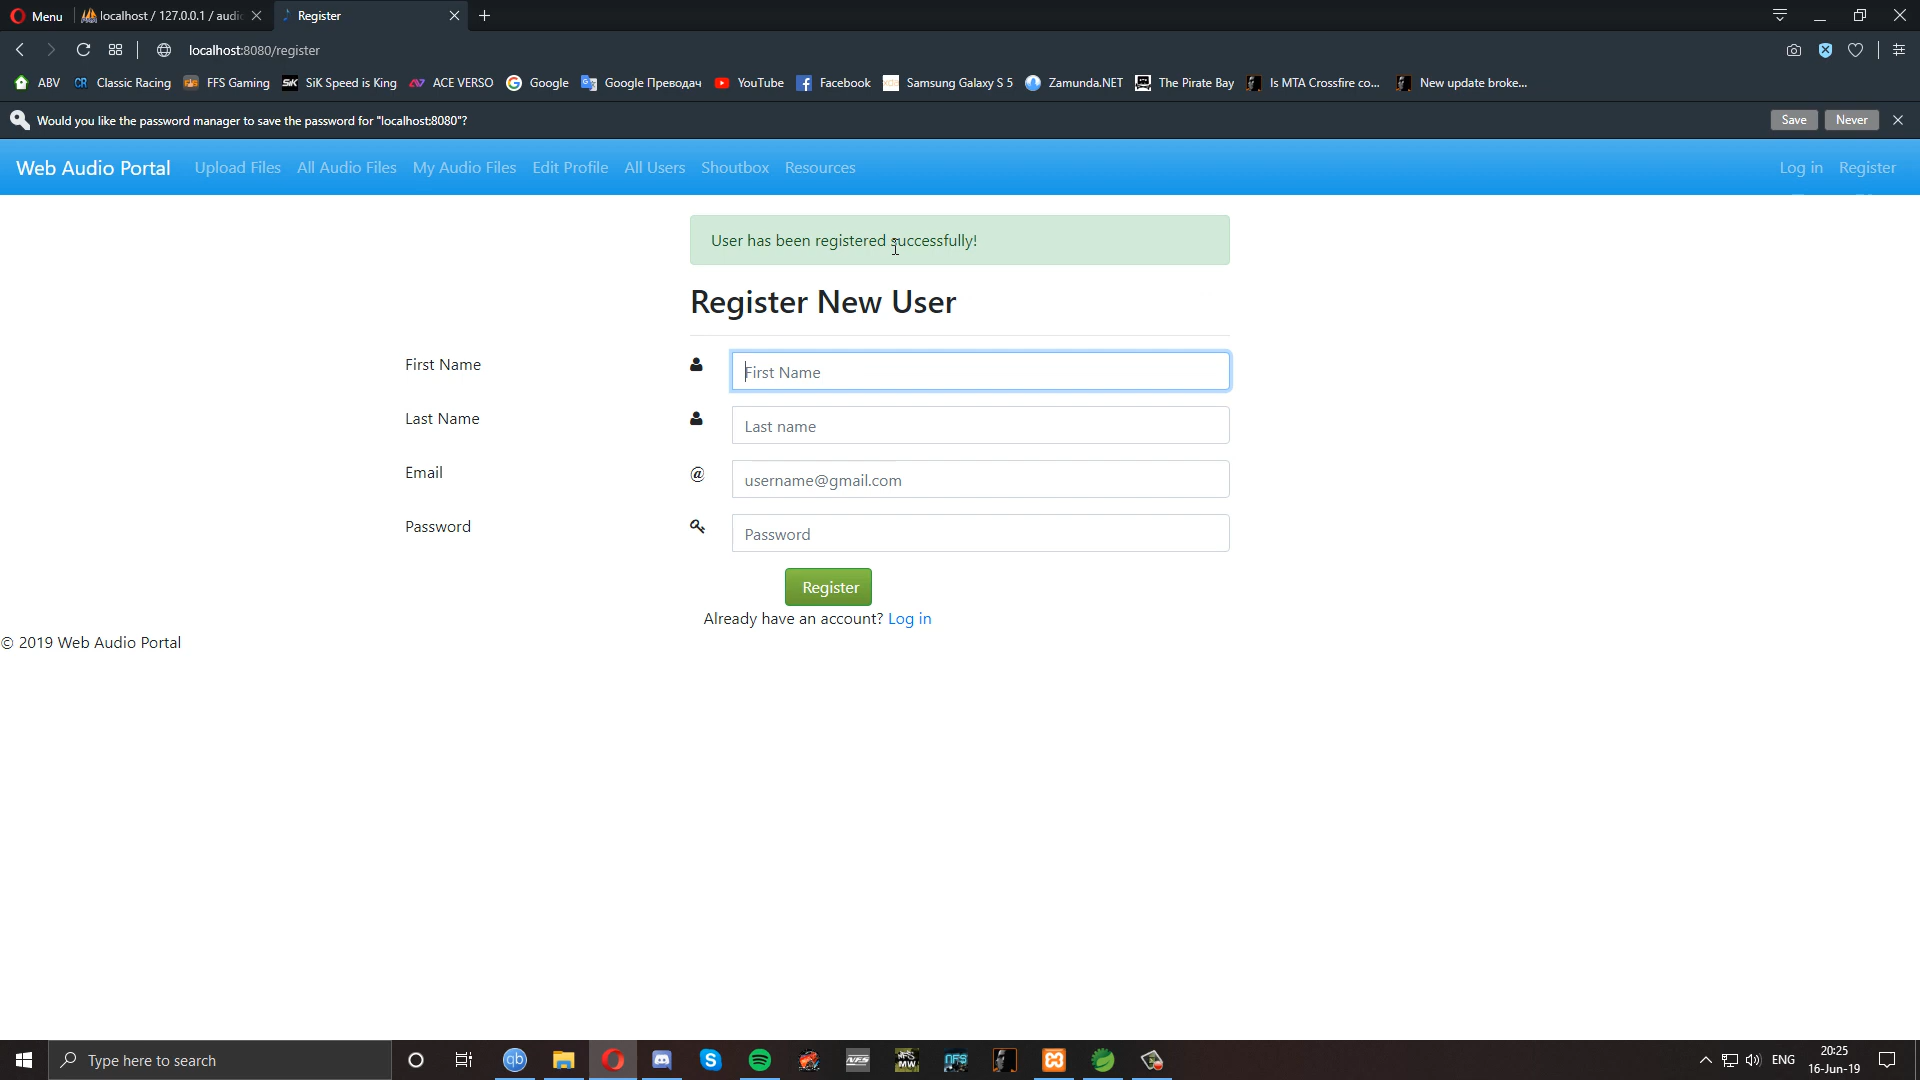 Menu
localhost / 127.0.0.1 / audio
Register
localhost:8080/register
ABV
Classic Racing
FFS Gaming
SiK Speed is King
ACE VERSO
Google
Google Преводач
YouTube
Facebook
Samsung Galaxy S 5
Zamunda.NET
The Pirate Bay
Is MTA Crossfire co...
New update broke...
Would you like the password manager to save the password for "localhost:8080"?
Save
Never
Web Audio Portal
Upload Files
All Audio Files
My Audio Files
Edit Profile
All Users
Shoutbox
Resources
Log in
Register
User has been registered successfully!
Register New User
First Name
First Name
Last Name
Last name
Email
@
username@gmail.com
Password
Password
Register
Already have an account? Log in
© 2019 Web Audio Portal
Type here to search
ENG
20:25
16-Jun-19